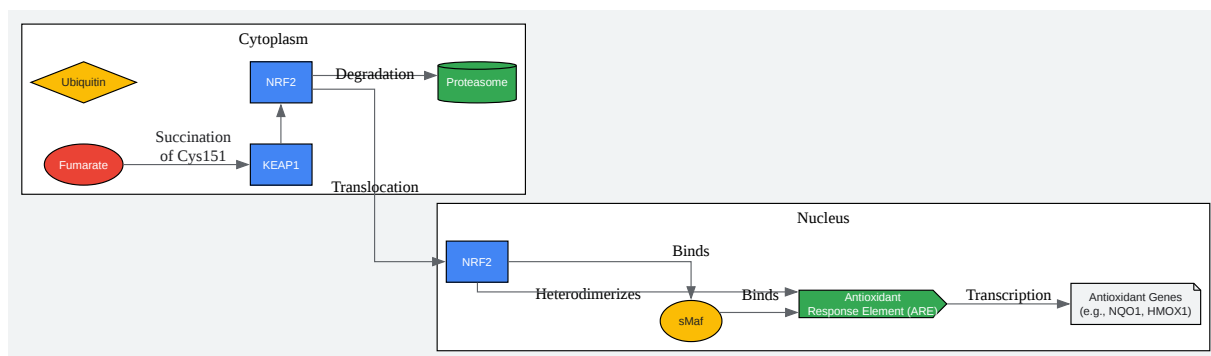 Cytoplasm
Ubiquitin
NRF2
Degradation
Proteasome
Fumarate
Succination
of Cys151
KEAP1
Translocation
Nucleus
NRF2
Binds
Heterodimerizes
sMaf
Binds
Antioxidant
Response Element (ARE)
Transcription
Antioxidant Genes
(e.g., NQO1, HMOX1)